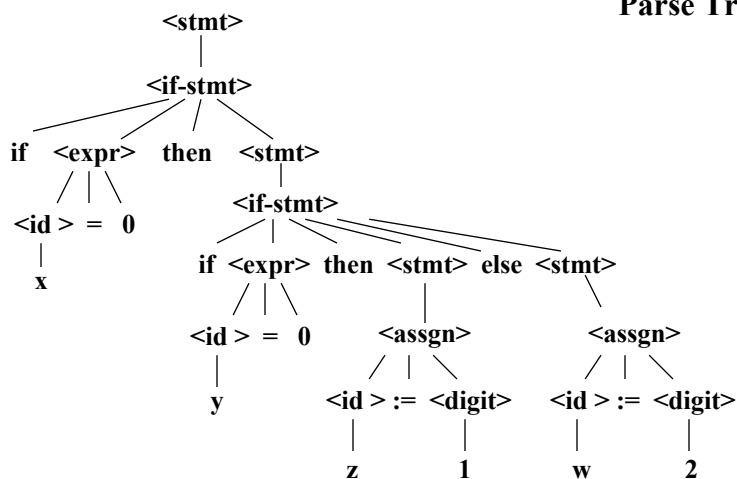 Parse Tr
<stmt>
<if-stmt>
if <expr> then <stmt>
<if-stmt>
<id > = 0
x
if <expr> then <stmt> else <stmt>
<id > = 0 <assgn> <assgn>
y <id > := <digit> <id > := <digit>
z 1 w 2